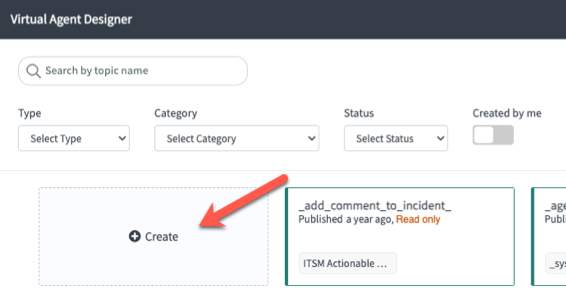 Virtual Agent Designer
Search by topic name
Type Category Status Created by me
Select Type Select Category Select Status
Create
_add_comment_to_incident_
Published a year ago, Read only
ITSM Actionable ...
_age
Publ
_sys